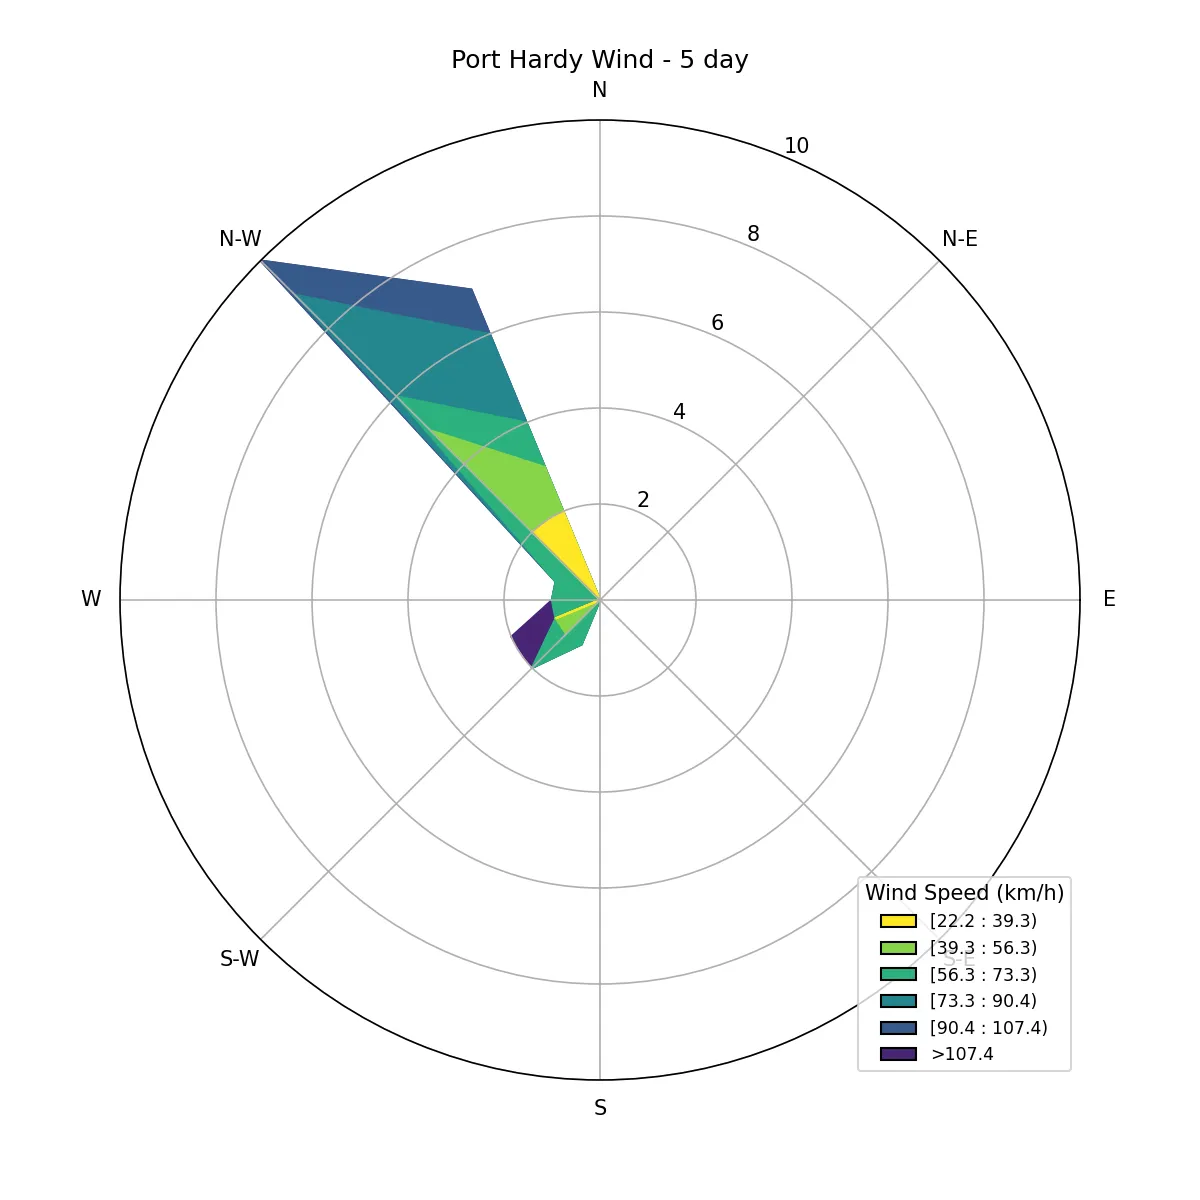 Port Hardy Wind - 5 day
N
10
N-W
8
N-E
6
4
2
W
E
S-W
S-E
Wind Speed (km/h)
[22.2 : 39.3)
[39.3 : 56.3)
[56.3 : 73.3)
[73.3 : 90.4)
[90.4 : 107.4)
>107.4
S